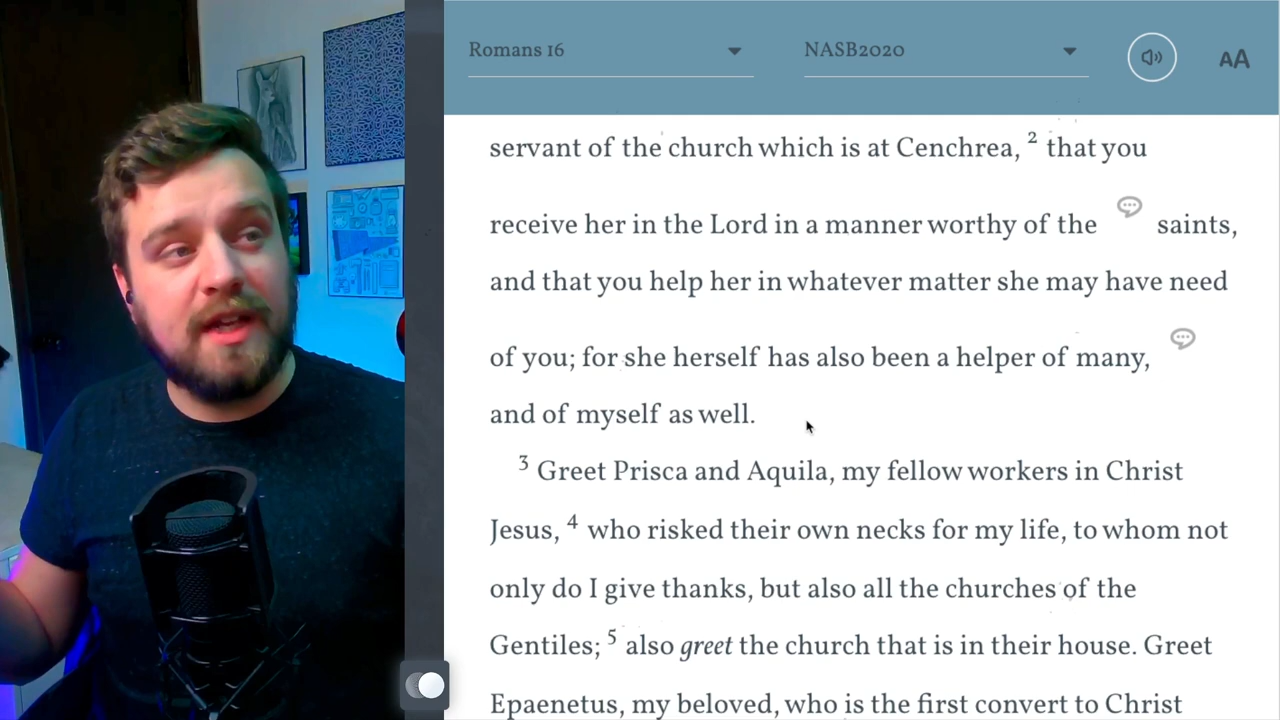 Romans 16
NASB2020
AA
servant of the church which is at Cenchrea, 2 that you
receive her in the Lord in a manner worthy of the saints,
and that you help her in whatever matter she may have need
of you; for she herself has also been a helper of many,
and of myself as well.
3 Greet Prisca and Aquila, my fellow workers in Christ
Jesus, 4 who risked their own necks for my life, to whom not
only do I give thanks, but also all the churches of the
Gentiles; 5 also greet the church that is in their house. Greet
Epaenetus, my beloved, who is the first convert to Christ